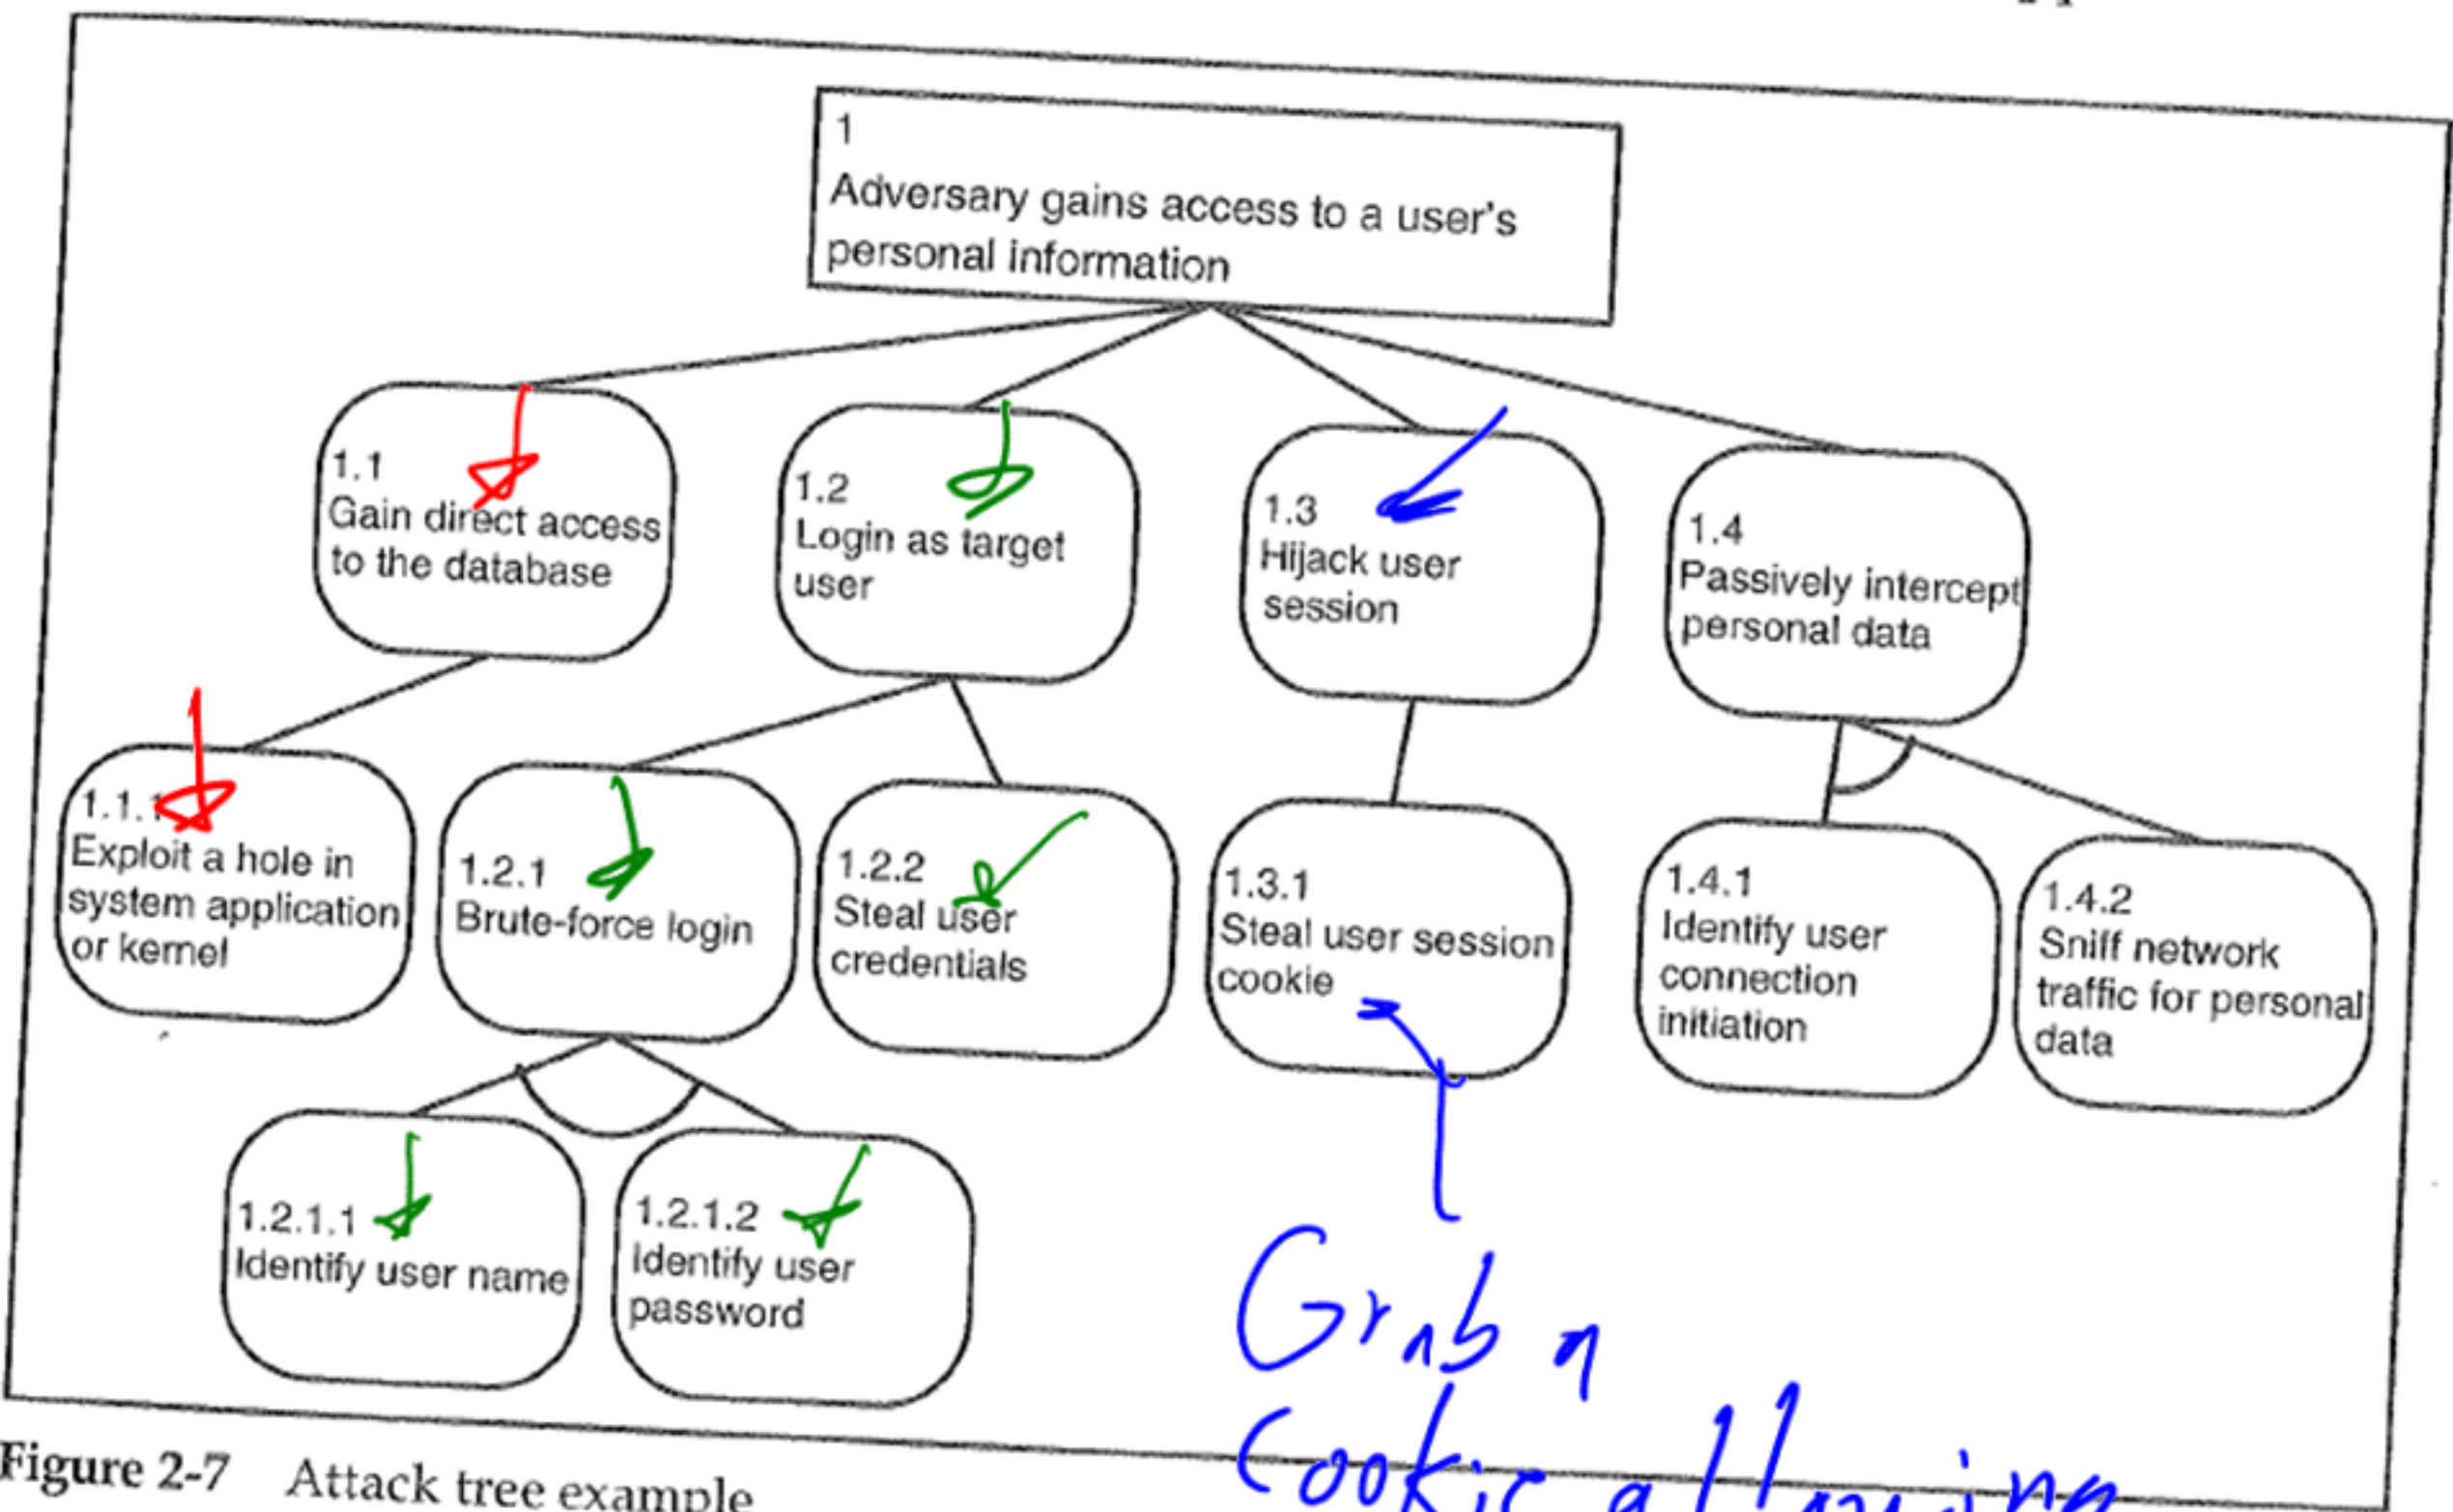 1
Adversary gains access to a user's
personal information
1.1
Gain direct access
to the database
1.2
Login as target
user
1.3
Hijack user
session
1.4
Passively intercept
personal data
1.1.1
Exploit a hole in
system application
or kernel
1.2.1
Brute-force login
1.2.2
Steal user
credentials
1.3.1
Steal user session
cookie
1.4.1
Identify user
connection
initiation
1.4.2
Sniff network
traffic for personal
data
1.2.1.1
Identify user name
1.2.1.2
Identify user
password
Grab a
Cookie allowing
Figure 2-7 Attack tree example